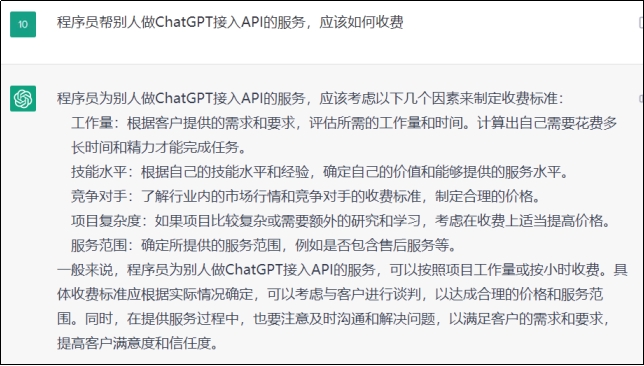 10
程序员帮别人做ChatGPT接入API的服务，应该如何收费
程序员为别人做ChatGPT接入API的服务，应该考虑以下几个因素来制定收费标准：
工作量：根据客户提供的需求和要求，评估所需的工作量和时间。计算出自己需要花费多
长时间和精力才能完成任务。
技能水平：根据自己的技能水平和经验，确定自己的价值和能够提供的服务水平。
竞争对手：了解行业内的市场行情和竞争对手的收费标准，制定合理的价格。
项目复杂度：如果项目比较复杂或需要额外的研究和学习，考虑在收费上适当提高价格。
服务范围：确定所提供的服务范围，例如是否包含售后服务等。
一般来说，程序员为别人做ChatGPT接入API的服务，可以按照项目工作量或按小时收费。具
体收费标准应根据实际情况确定，可以考虑与客户进行谈判，以达成合理的价格和服务范
围。同时，在提供服务过程中，也要注意及时沟通和解决问题，以满足客户的需求和要求，
提高客户满意度和信任度。